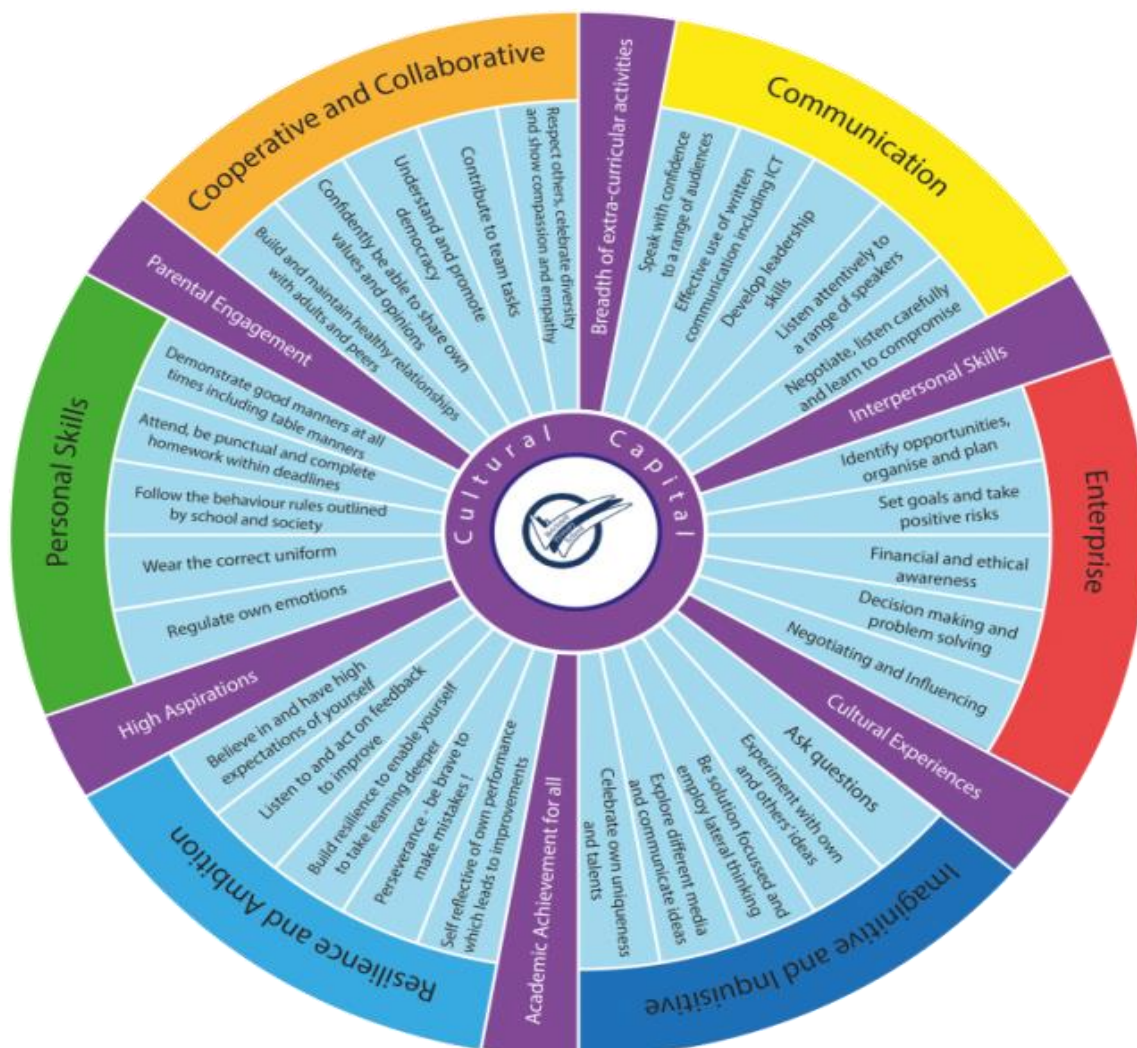 Cultural Capital
Breadth of extra-curricular activities
Communication
Speak with confidence
to a range of audiences
Effective use of written
communication including ICT
Develop leadership
skills
Listen attentively to
a range of speakers
Negotiate, listen carefully
and learn to compromise
Interpersonal Skills
Enterprise
Identify opportunities,
organise and plan
Set goals and take
positive risks
Financial and ethical
awareness
Decision making and
problem solving
Negotiating and Influencing
Cultural Experiences
Imaginitive and Inquisitive
Ask questions
Experiment with own
and others' ideas
Be solution focussed and
employ lateral thinking
Explore different media
and communicate ideas
Celebrate own uniqueness
and talents
Academic Achievement for all
Resilience and Ambition
Self reflective of own performance
which leads to improvements
Perseverance - be brave to
make mistakes !
Build resilience to enable yourself
to take learning deeper
Listen to and act on feedback
to improve
Believe in and have high
expectations of yourself
High Aspirations
Personal Skills
Regulate own emotions
Wear the correct uniform
Follow the behaviour rules outlined
by school and society
Attend, be punctual and complete
homework within deadlines
Demonstrate good manners at all
times including table manners
Parental Engagement
Cooperative and Collaborative
Build and maintain healthy relationships
with adults and peers
Confidently be able to share own
values and opinions
Understand and promote
democracy
Contribute to team tasks
Respect others, celebrate diversity
and show compassion and empathy